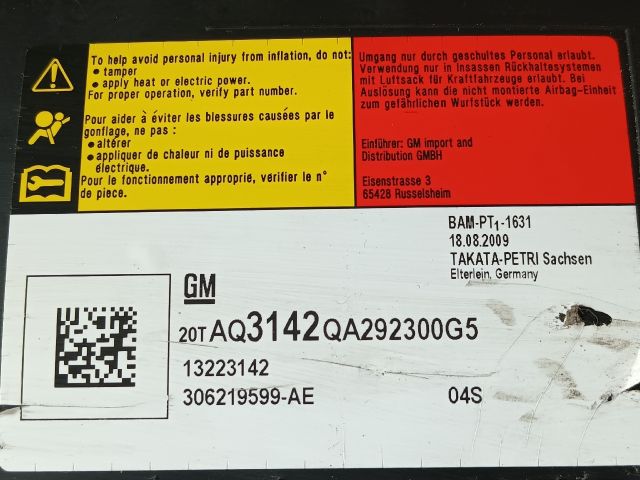 To help avoid personal injury from inflation, do not:
• tamper
• apply heat or electric power.
For proper operation, verify part number.
Pour aider à éviter les blessures causées par le
gonflage, ne pas :
• altérer
• appliquer de chaleur ni de puissance
électrique.
Pour le fonctionnement approprié, vérifier le n°
de piece.
Umgang nur durch geschultes Personal erlaubt.
Verwendung nur in Insassen Rückhaltesystemen
mit Luftsack für Kraftfahrzeuge erlaubt. Bei
Auslösung kann die nicht montierte Airbag-Einheit
zum gefährlichen Wurfstück werden.
Einführer: GM import and
Distribution GMBH
Eisenstrasse 3
65428 Russelsheim
BAM-PT1-1631
18.08.2009
TAKATA-PETRI Sachsen
Elterlein, Germany
GM
20TAQ3142QA292300G5
13223142
306219599-AE 04S